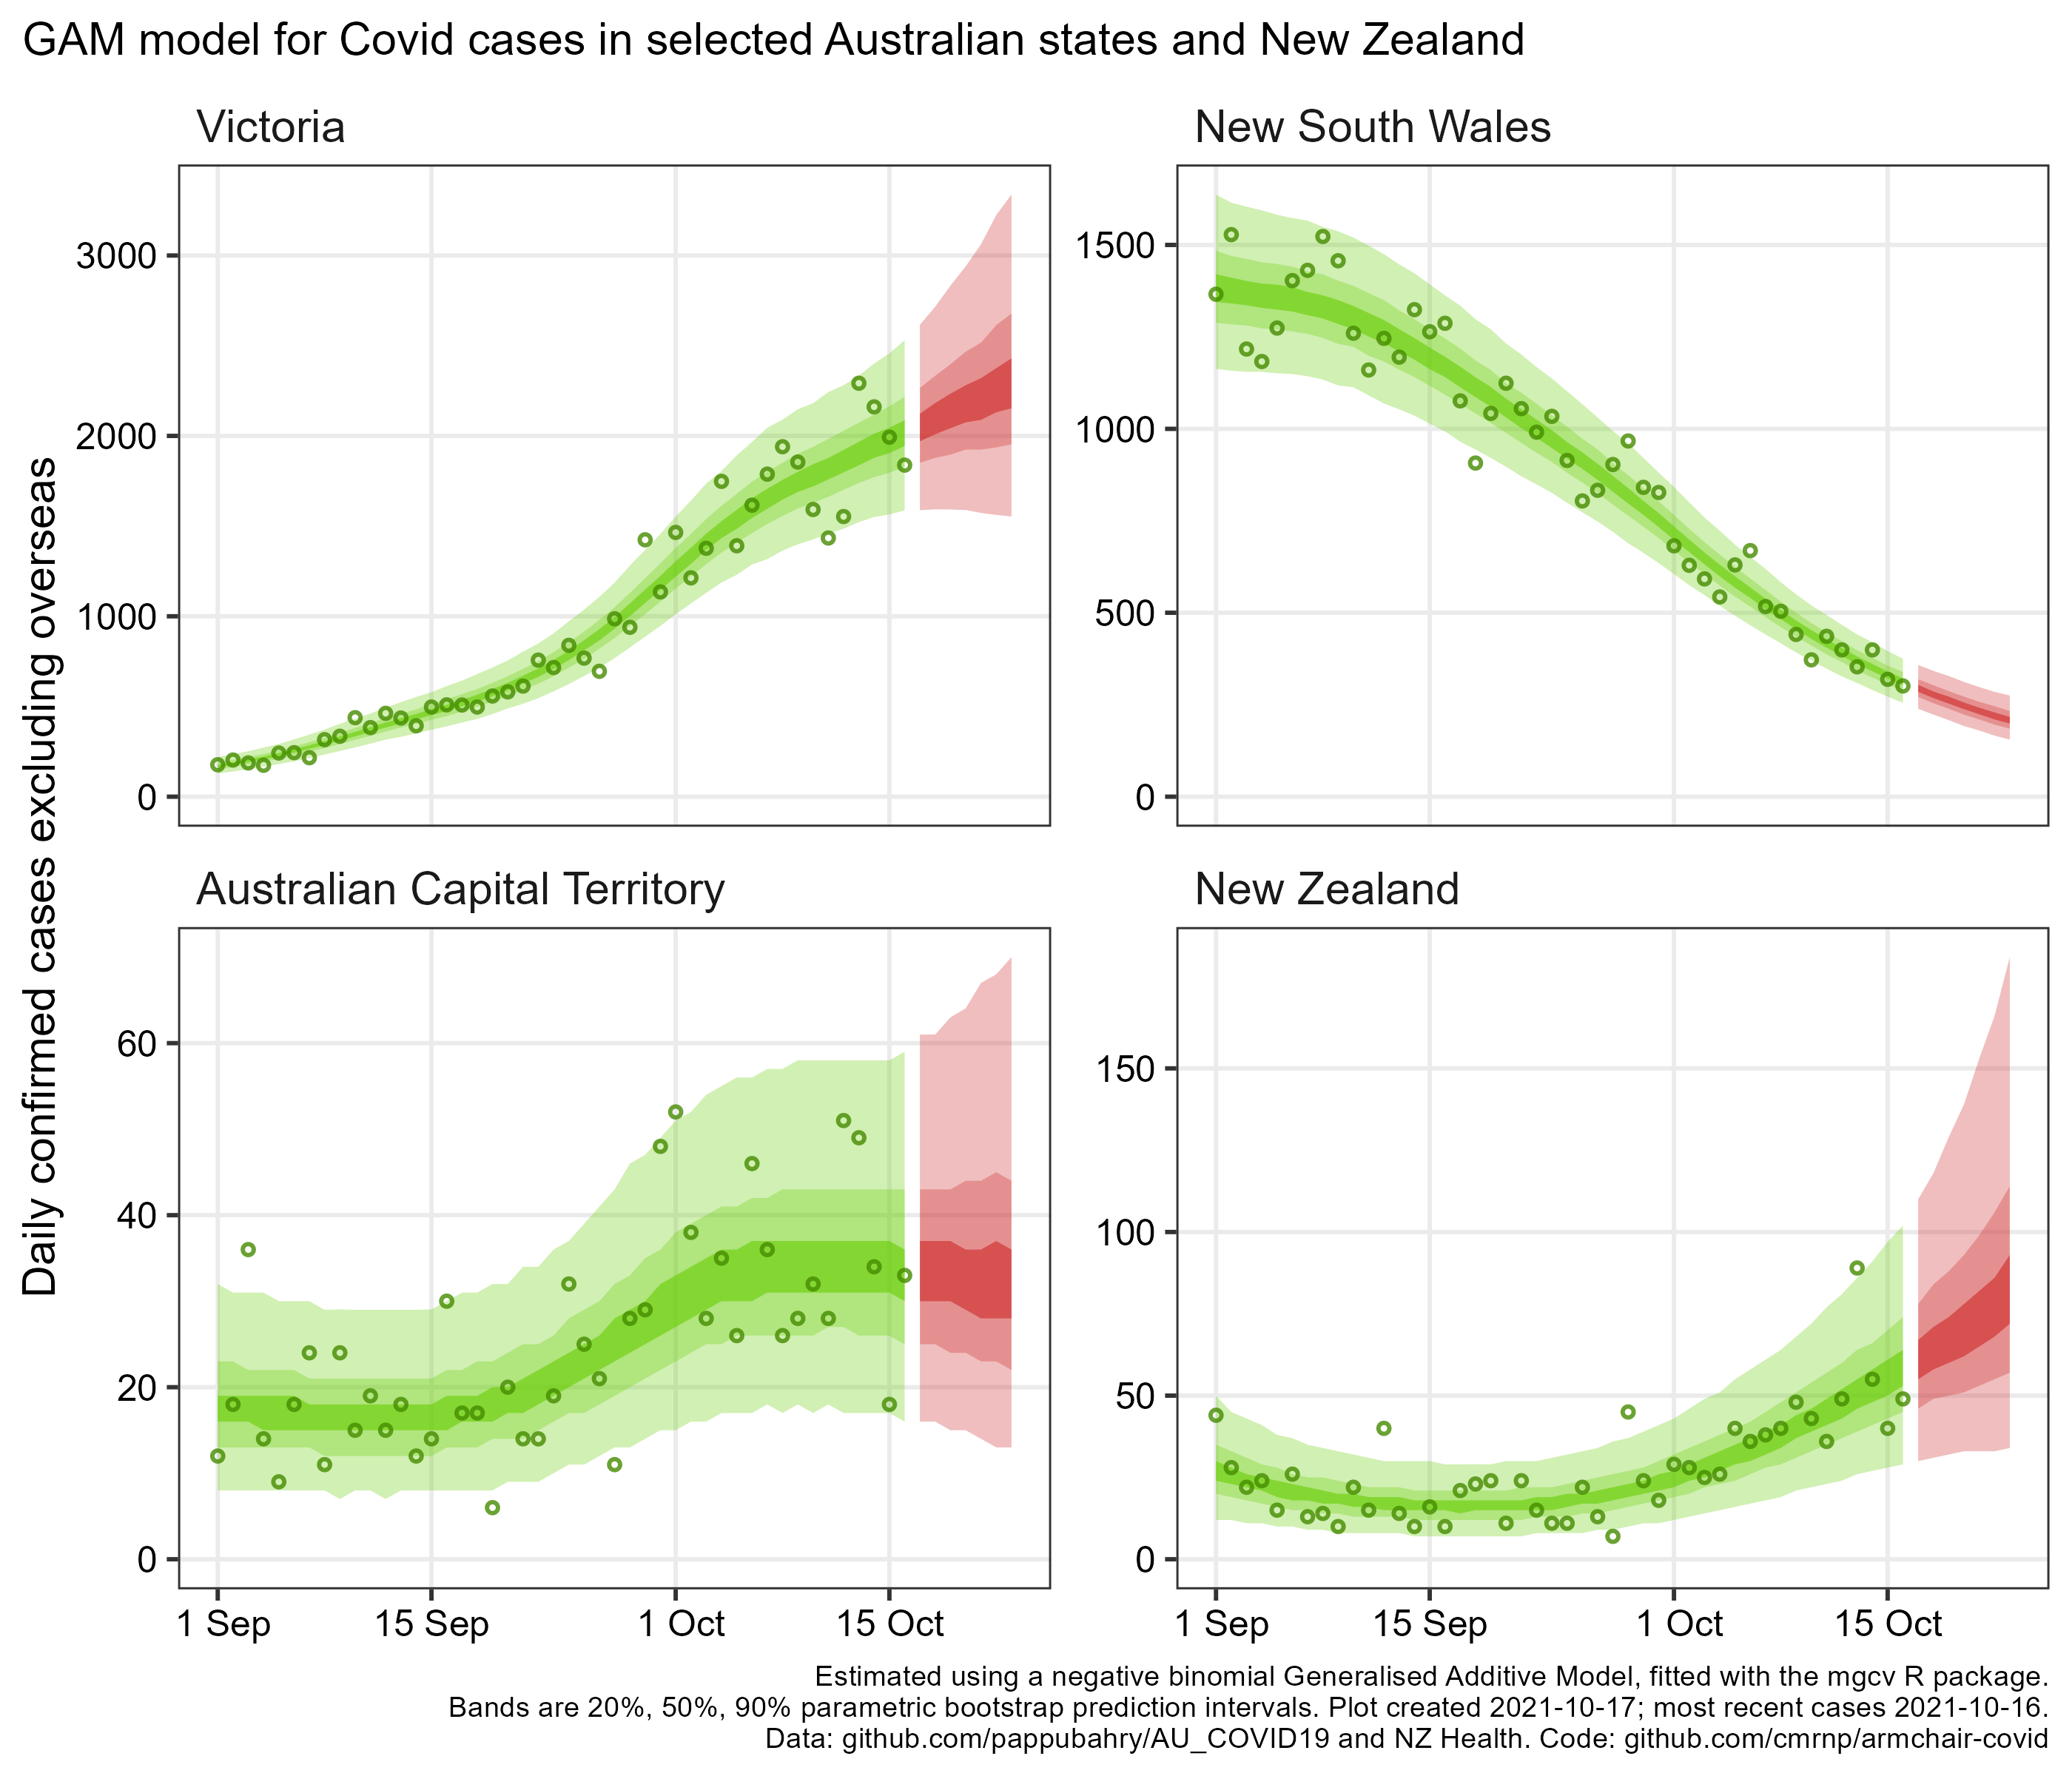 GAM model for Covid cases in selected Australian states and New Zealand
Daily confirmed cases excluding overseas
Victoria
3000
2000
1000
0
New South Wales
1500
1000
500
0
Australian Capital Territory
60
40
20
0
1 Sep 15 Sep 1 Oct 15 Oct
New Zealand
150
100
50
0
1 Sep 15 Sep 1 Oct 15 Oct
Estimated using a negative binomial Generalised Additive Model, fitted with the mgcv R package.
Bands are 20%, 50%, 90% parametric bootstrap prediction intervals. Plot created 2021-10-17; most recent cases 2021-10-16.
Data: github.com/pappubahry/AU_COVID19 and NZ Health. Code: github.com/cmrnp/armchair-covid